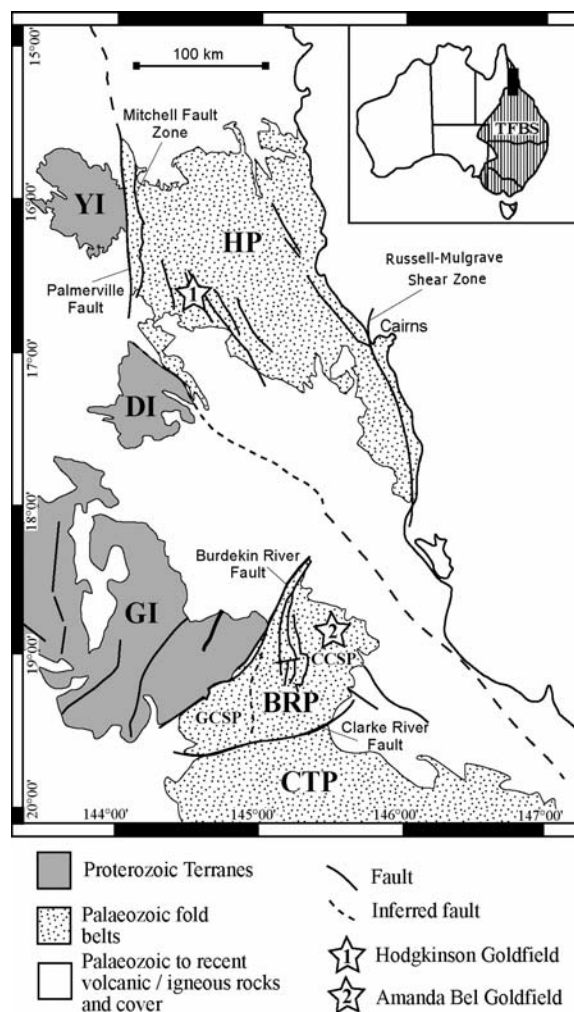 15°00'
100 km
Mitchell Fault
Zone
TFBS
16°00'
YI
HP
Russell-Mulgrave
Shear Zone
Palmerville
Fault
1
Cairns
17°00'
DI
18°00'
Burdekin River
Fault
GI
2
19°00'
CCSP
BRP
GCSP
Clarke River
Fault
CTP
20°00'
144°00'
145°00'
146°00'
147°00'
Proterozoic Terranes
Fault
Palaeozoic fold
belts
Inferred fault
Palaeozoic to recent
volcanic / igneous rocks
and cover
1
Hodgkinson Goldfield
2
Amanda Bel Goldfield